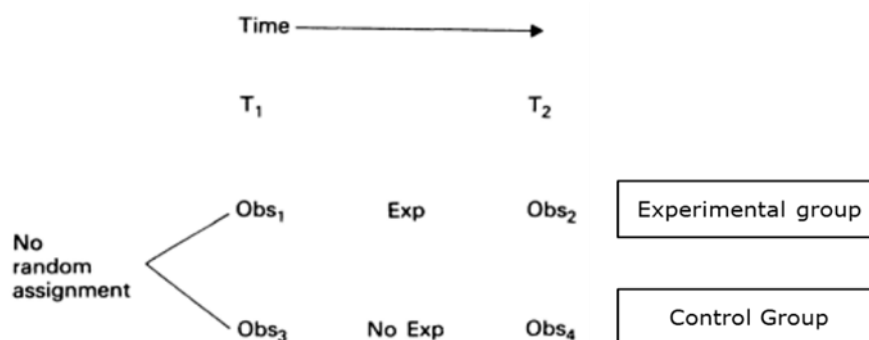 Time
T₁ T₂
Obs₁ Exp Obs₂ Experimental group
No
random
assignment
Obs₃ No Exp Obs₄ Control Group